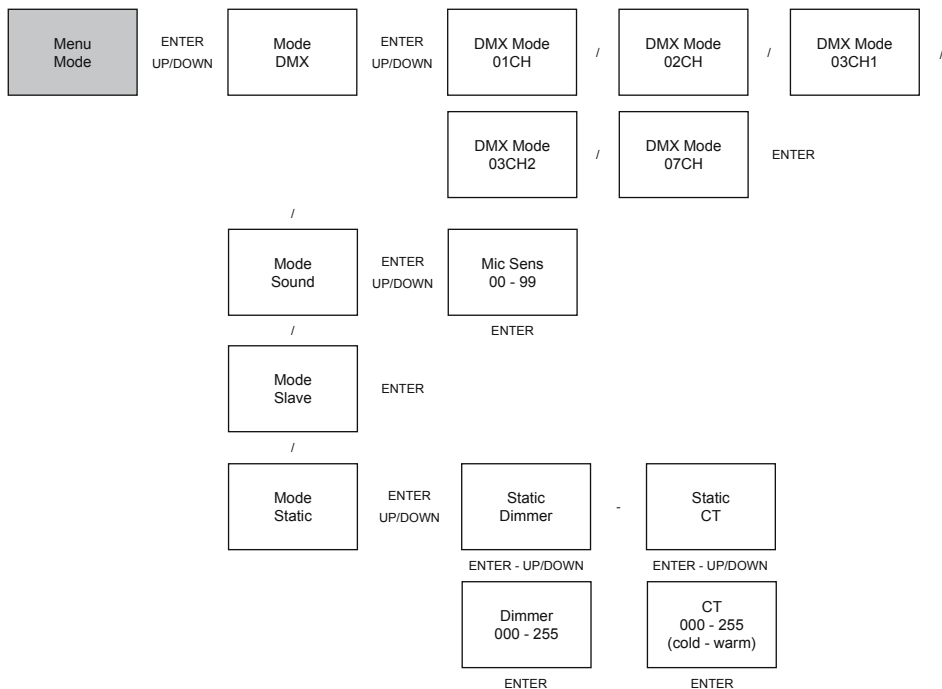 Menu
Mode
ENTER
UP/DOWN
Mode
DMX
ENTER
UP/DOWN
DMX Mode
01CH
/
DMX Mode
02CH
/
DMX Mode
03CH1
/
DMX Mode
03CH2
/
DMX Mode
07CH
ENTER
/
Mode
Sound
ENTER
UP/DOWN
Mic Sens
00 - 99
ENTER
/
Mode
Slave
ENTER
/
Mode
Static
ENTER
UP/DOWN
Static
Dimmer
-
Static
CT
ENTER - UP/DOWN
ENTER - UP/DOWN
Dimmer
000 - 255
CT
000 - 255
(cold - warm)
ENTER
ENTER